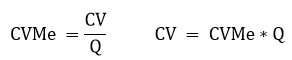 CVMe = CV/Q    CV = CVMe * Q